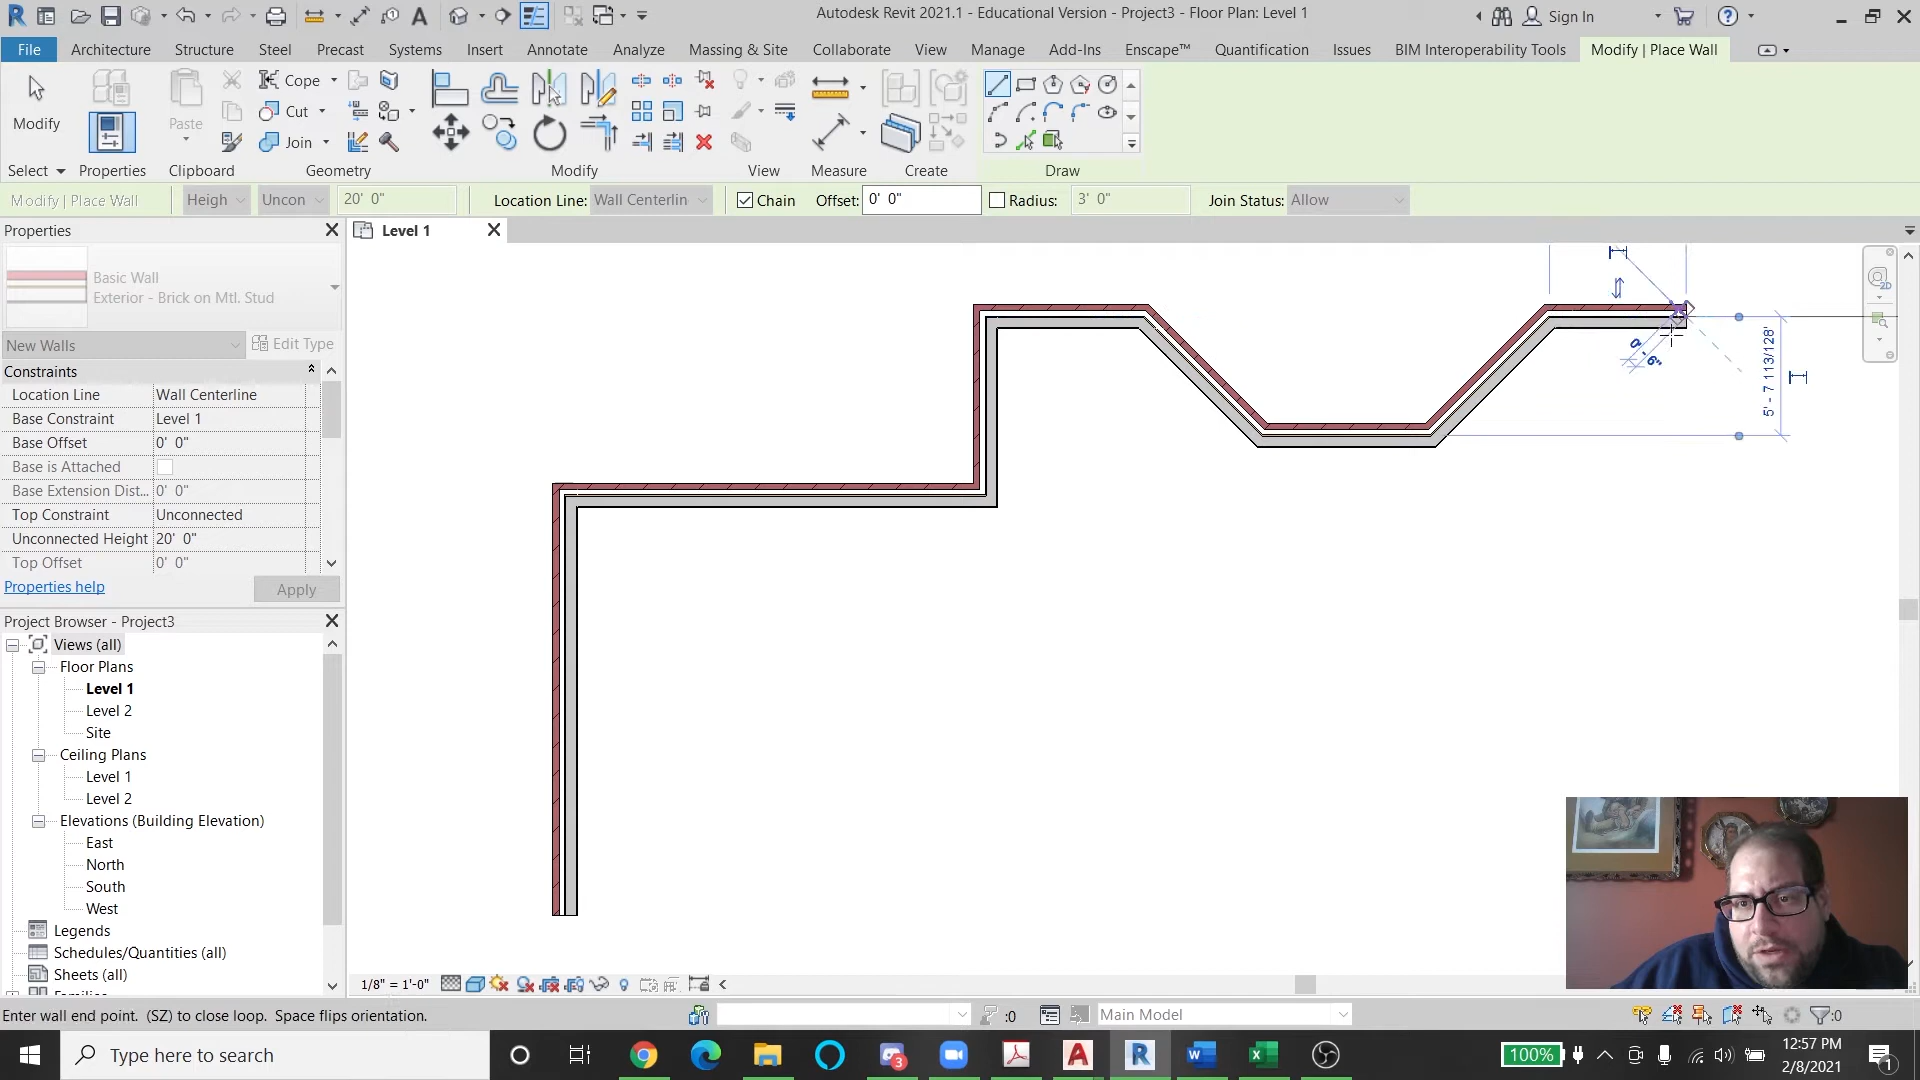 Autodesk Revit 2021.1 - Educational Version - Project3 - Floor Plan: Level 1
Sign In
File Architecture Structure Steel Precast Systems Insert Annotate Analyze Massing & Site Collaborate View Manage Add-Ins Enscape™ Quantification Issues BIM Interoperability Tools Modify | Place Wall
Modify
Paste
Cope
Cut
Join
Select Properties Clipboard Geometry Modify View Measure Create Draw
Modify | Place Wall Heigh Uncon 20' 0" Location Line: Wall Centerlin Chain Offset: 0' 0" Radius: 3' 0" Join Status: Allow
Properties
Level 1
Basic Wall
Exterior - Brick on Mtl. Stud
New Walls Edit Type
Constraints
Location Line Wall Centerline
Base Constraint Level 1
Base Offset 0' 0"
Base is Attached
Base Extension Dist... 0' 0"
Top Constraint Unconnected
Unconnected Height 20' 0"
Top Offset 0' 0"
Properties help Apply
0' - 6"
5' - 7 113/128"
2D
Project Browser - Project3
Views (all)
Floor Plans
Level 1
Level 2
Site
Ceiling Plans
Level 1
Level 2
Elevations (Building Elevation)
East
North
South
West
Legends
Schedules/Quantities (all)
Sheets (all)
1/8" = 1'-0"
Enter wall end point. (SZ) to close loop. Space flips orientation.
:0
Main Model
:0
Type here to search
3
100%
12:57 PM
2/8/2021
1